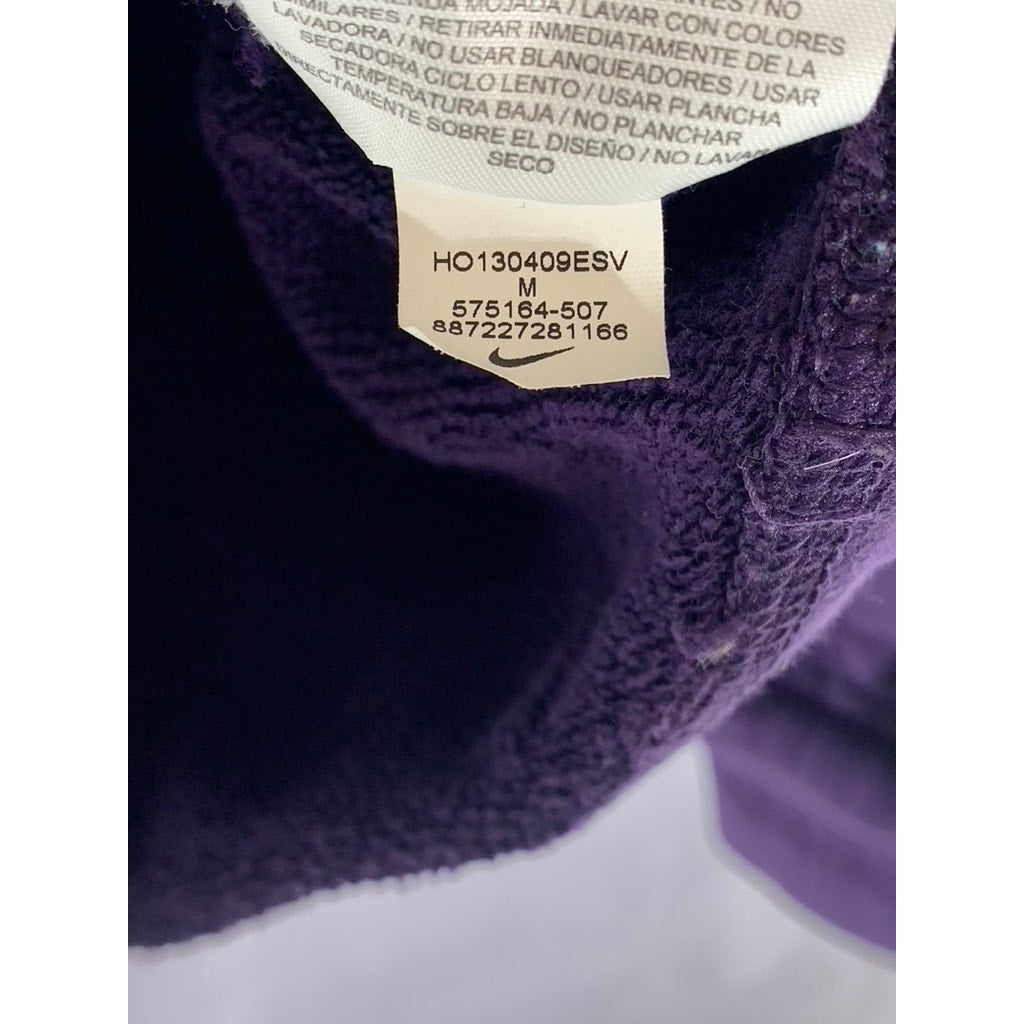 / NO
MOJADA / LAVAR CON COLORES
SIMILARES / RETIRAR INMEDIATAMENTE DE LA
LAVADORA / NO USAR BLANQUEADORES / USAR
SECADORA CICLO LENTO / USAR PLANCHA
TEMPERATURA BAJA / NO PLANCHAR
DIRECTAMENTE SOBRE EL DISEÑO / NO LAVAR
SECO
HO130409ESV
M
575164-507
887227281166